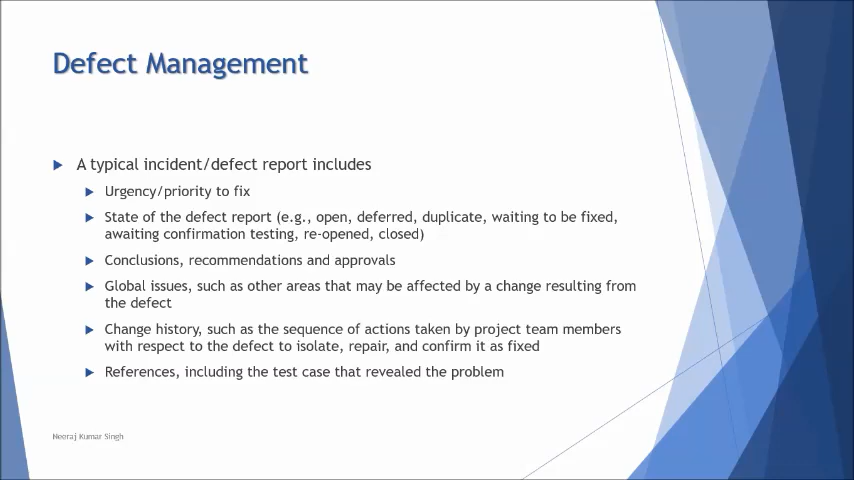 Defect Management
A typical incident/defect report includes
Urgency/priority to fix
State of the defect report (e.g., open, deferred, duplicate, waiting to be fixed,
awaiting confirmation testing, re-opened, closed)
Conclusions, recommendations and approvals
Global issues, such as other areas that may be affected by a change resulting from
the defect
Change history, such as the sequence of actions taken by project team members
with respect to the defect to isolate, repair, and confirm it as fixed
References, including the test case that revealed the problem
Neeraj Kumar Singh